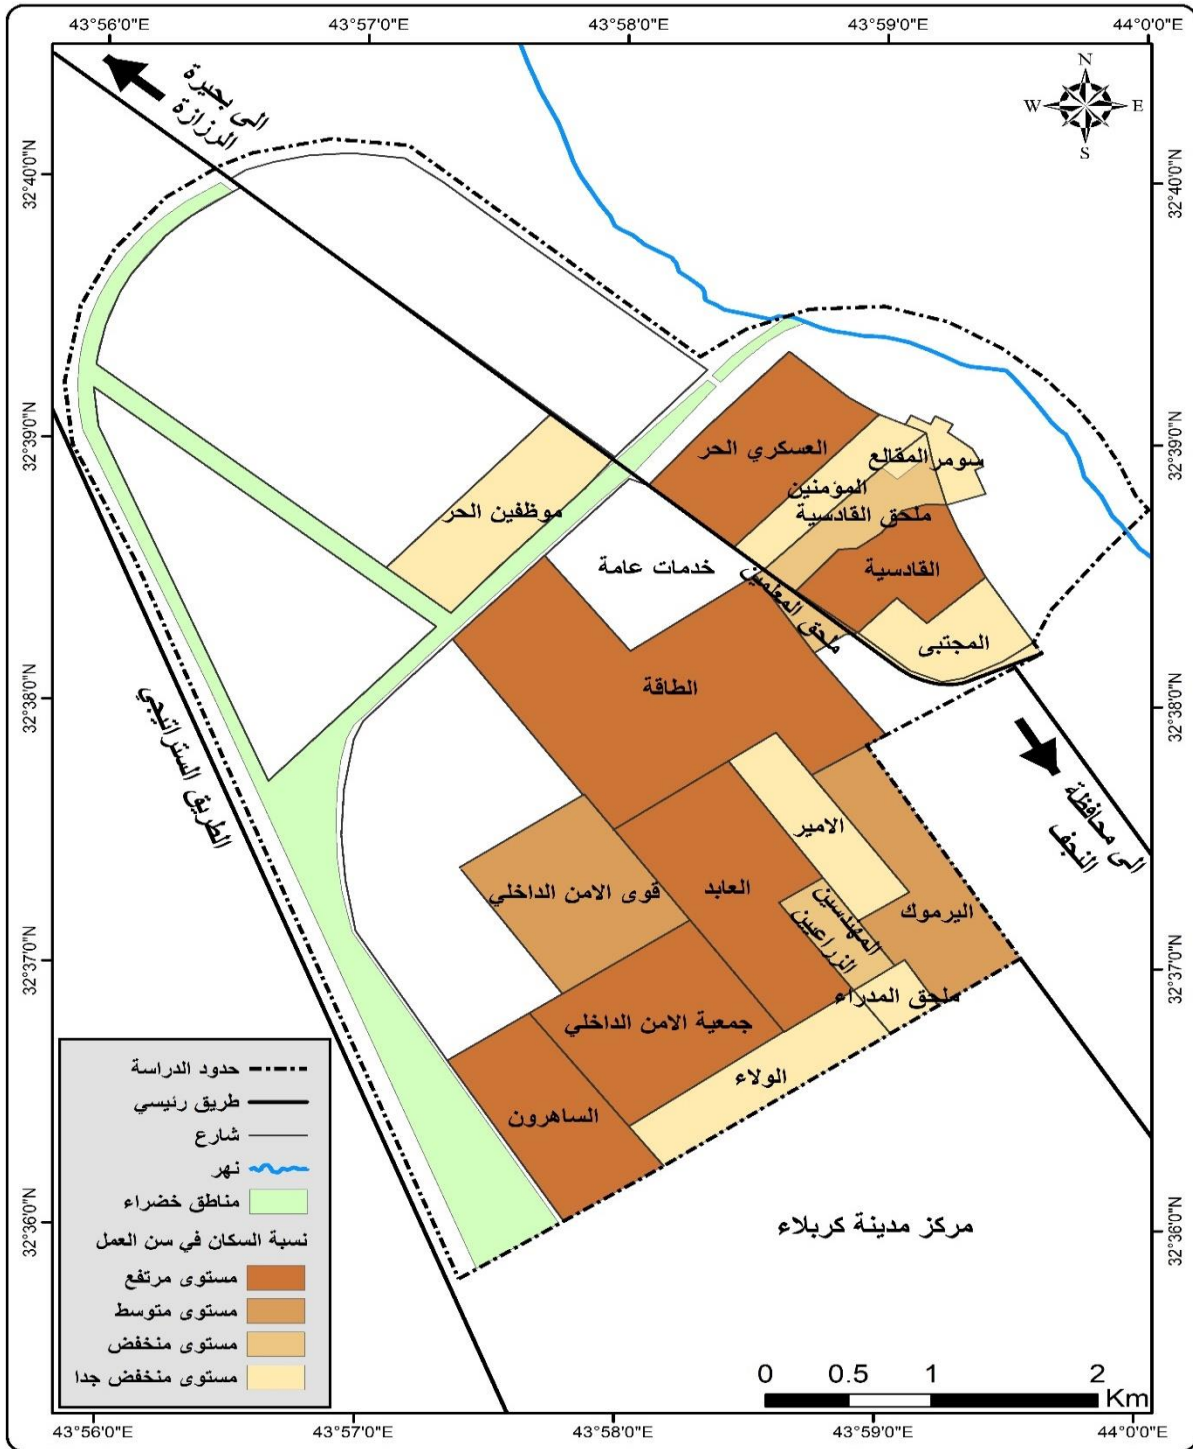 43°56'0"E
43°57'0"E
43°58'0"E
43°59'0"E
44°0'0"E
N
W
E
S
الى بحيرة
الرزازة
32°40'0"N
32°40'0"N
32°39'0"N
32°39'0"N
العسكري الحر
سومر
المقالع
المؤمنين
ملحق القادسية
موظفين الحر
خدمات عامة
القادسية
ملحق المعلمين
المجتبى
الطاقة
32°38'0"N
32°38'0"N
الطريق الستراتيجي
الى محافظة
النجف
الامير
قوى الامن الداخلي
العابد
المهندسين
الزراعيين
اليرموك
32°37'0"N
32°37'0"N
ملحق المدراء
جمعية الامن الداخلي
الولاء
الساهرون
مركز مدينة كربلاء
32°36'0"N
32°36'0"N
حدود الدراسة
طريق رئيسي
شارع
نهر
مناطق خضراء
نسبة السكان في سن العمل
مستوى مرتفع
مستوى متوسط
مستوى منخفض
مستوى منخفض جدا
0 0.5 1 2
Km
43°56'0"E
43°57'0"E
43°58'0"E
43°59'0"E
44°0'0"E